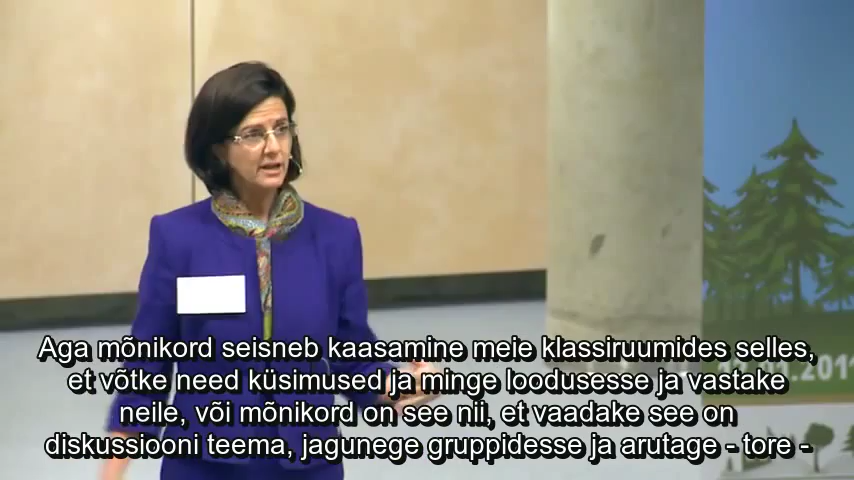 Aga mõnikord seisneb kaasamine meie klassiruumides selles,
et võtke need küsimused ja minge loodusesse ja vastake
neile, või mõnikord on see nii, et vaadake see on
diskussiooni teema, jagunege gruppidesse ja arutage - tore -